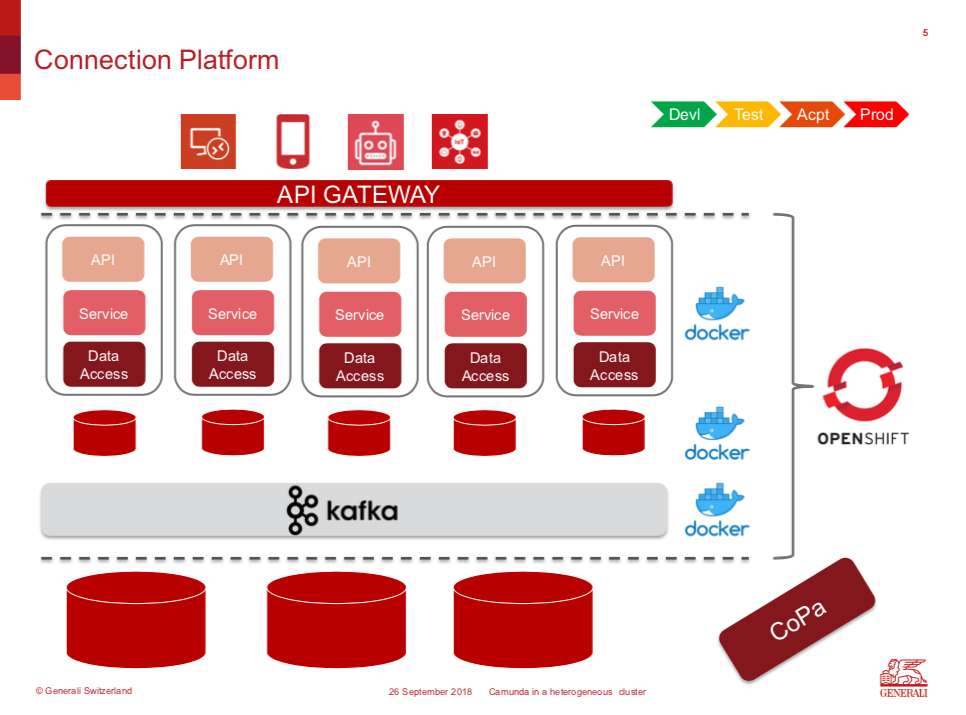 5
Connection Platform
Devl Test Acpt Prod
IoT
API GATEWAY
API API API API API
Service Service Service Service Service
Data Data Data Data Data
Access Access Access Access Access
docker
docker
OPENSHIFT
kafka
docker
CoPa
© Generali Switzerland
26 September 2018 Camunda in a heterogeneous cluster
GENERALI